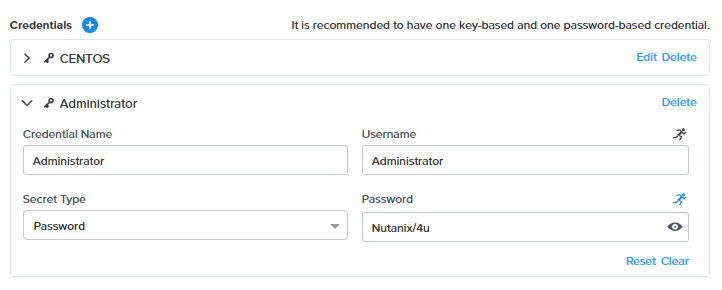 Credentials It is recommended to have one key-based and one password-based credential.
CENTOS Edit Delete
Administrator Delete
Credential Name Username
Administrator Administrator
Secret Type Password
Password Nutanix/4u
Reset Clear